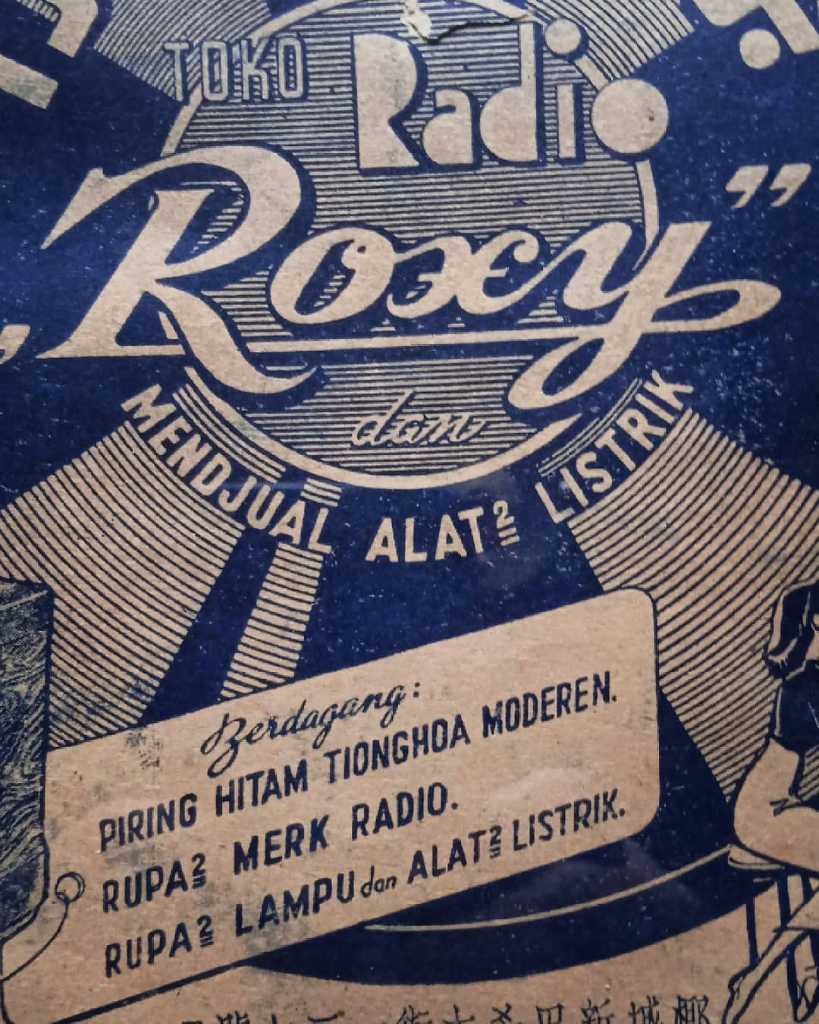 TOKO Radio
„Roxy”
dan
MENDJUAL ALAT² LISTRIK
Berdagang:
PIRING HITAM TIONGHOA MODEREN.
RUPA² MERK RADIO.
RUPA² LAMPU dan ALAT² LISTRIK.